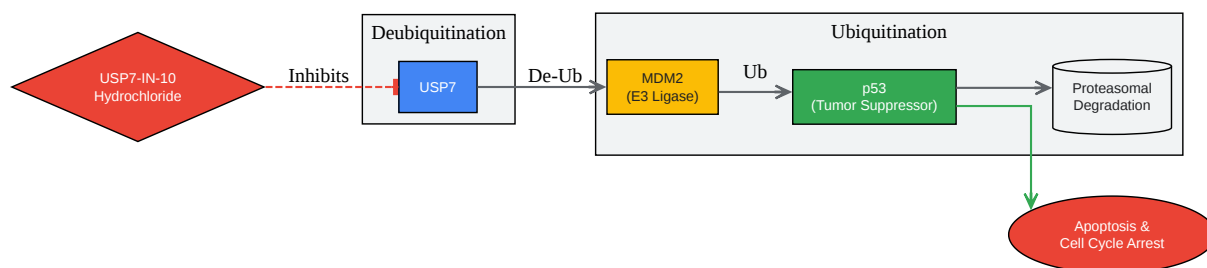 Deubiquitination
Ubiquitination
USP7-IN-10
Hydrochloride
Inhibits
USP7
De-Ub
MDM2
(E3 Ligase)
Ub
p53
(Tumor Suppressor)
Proteasomal
Degradation
Apoptosis &
Cell Cycle Arrest